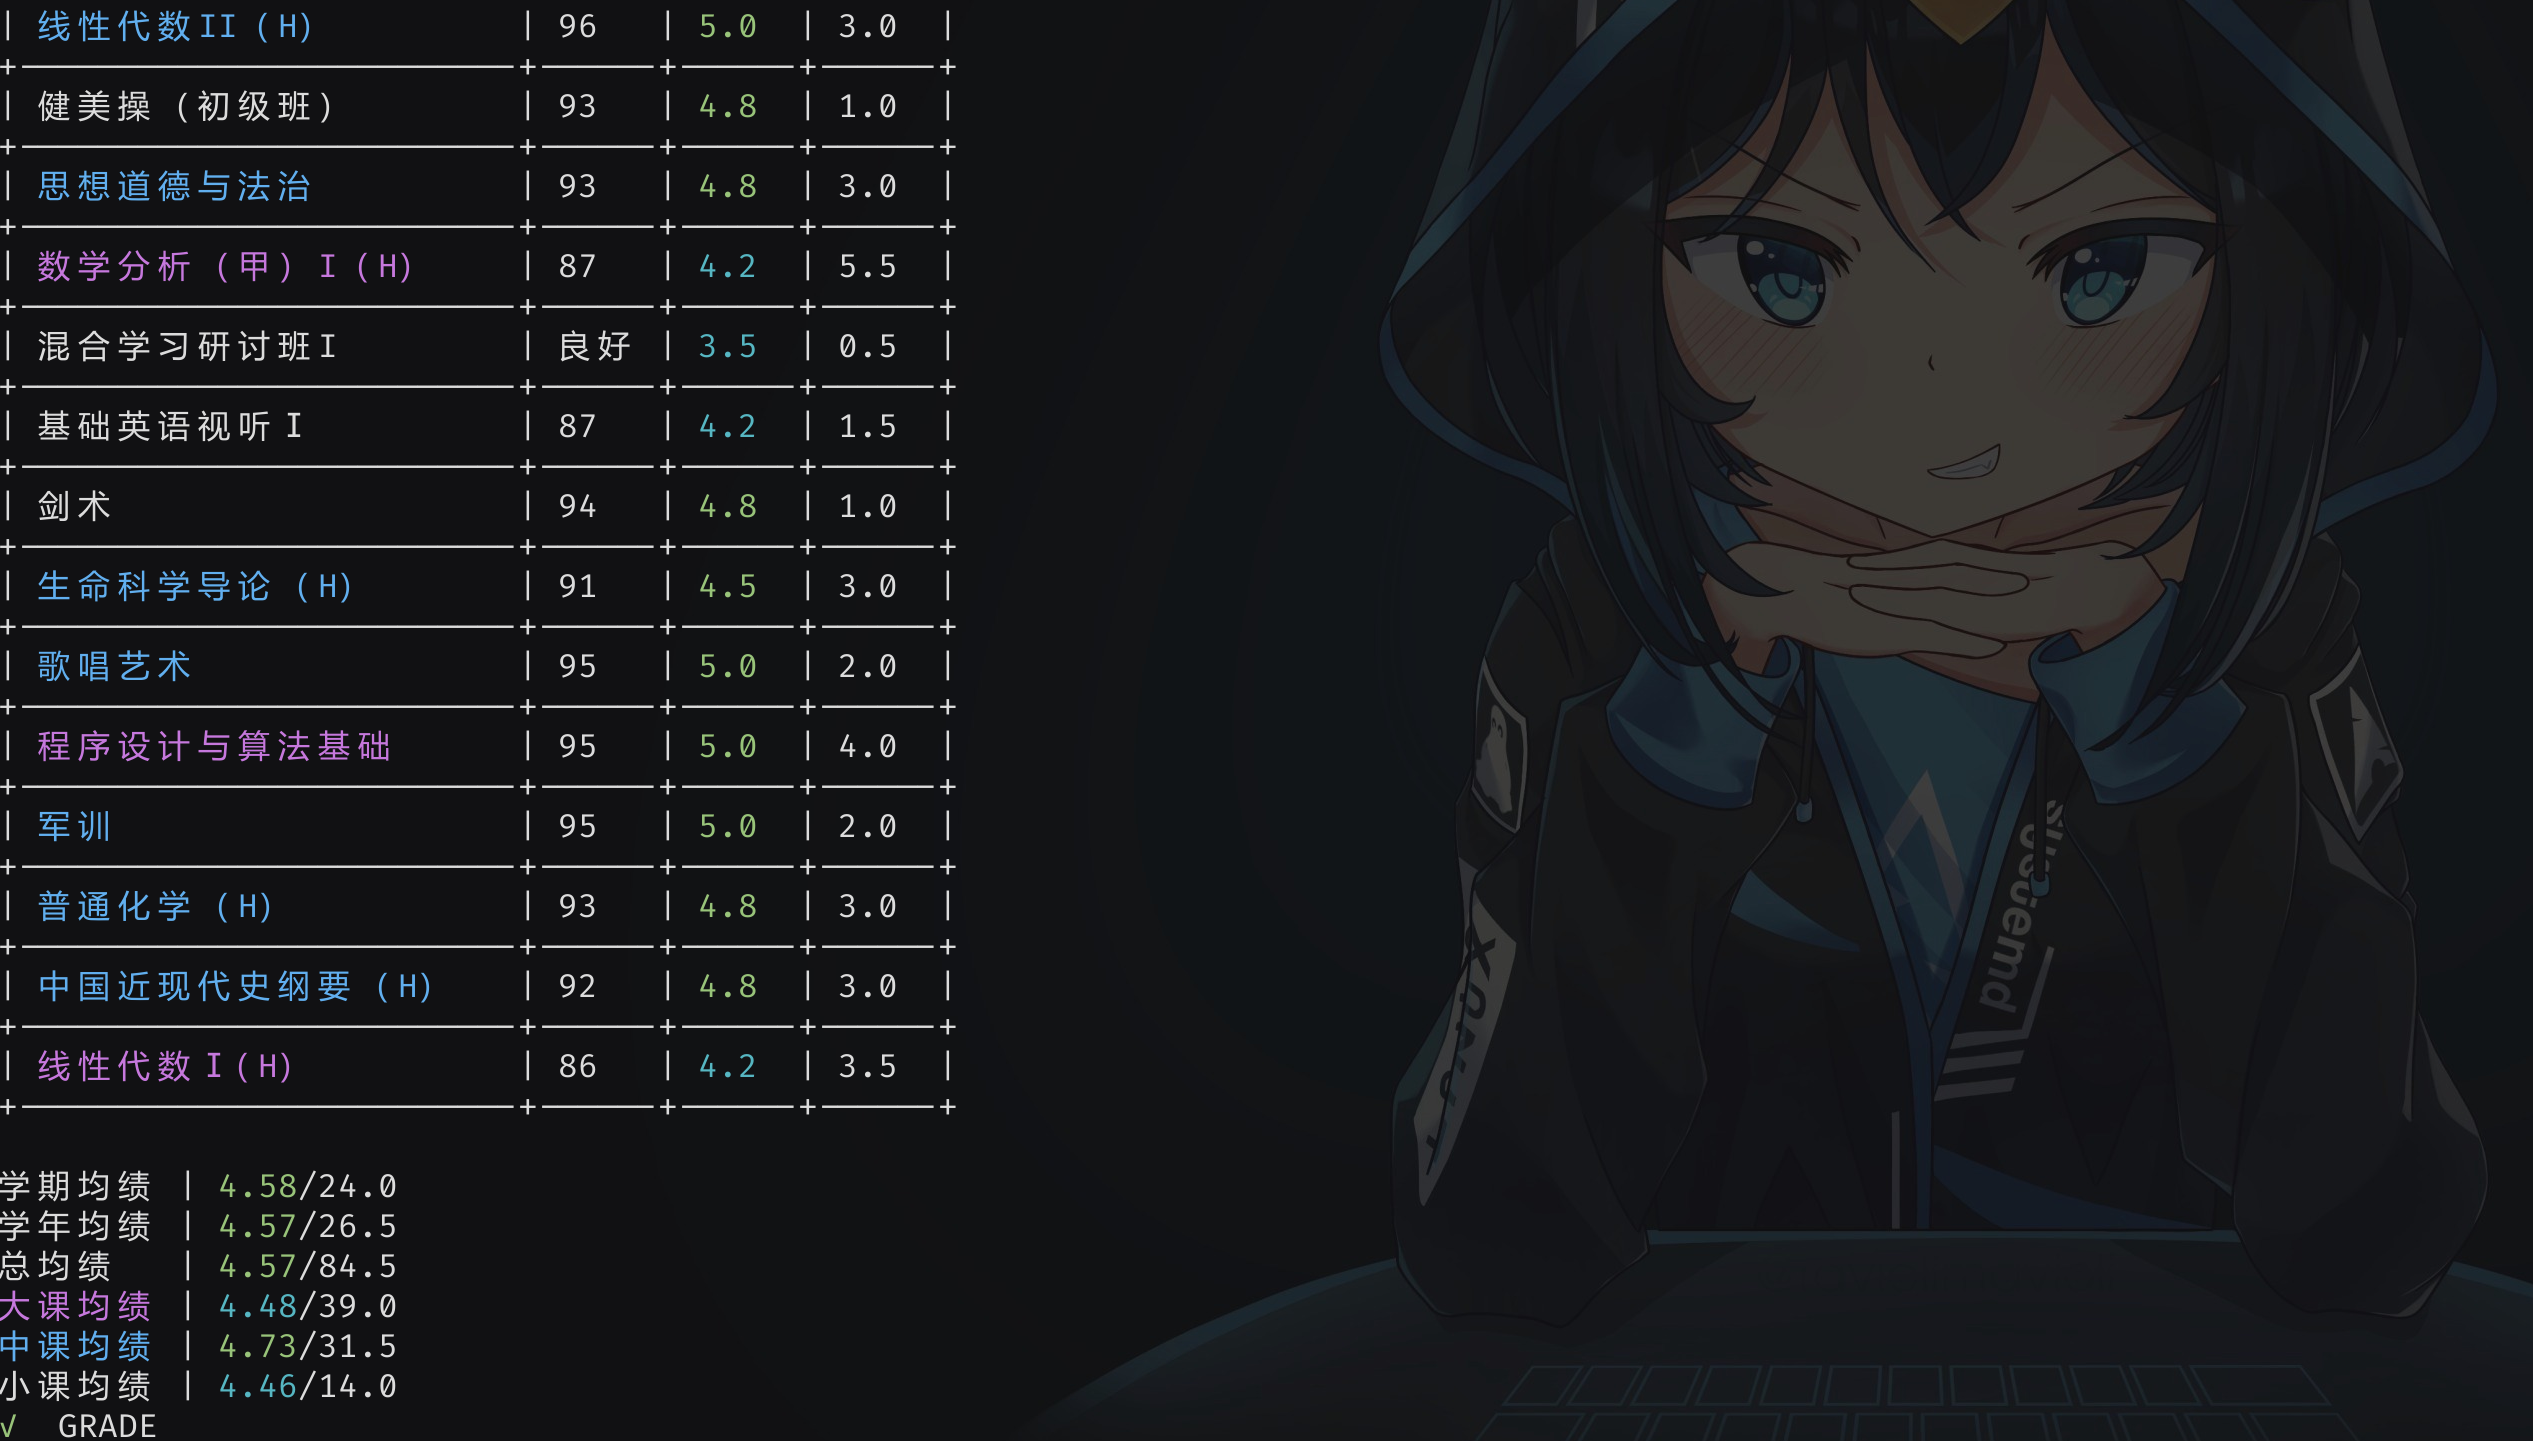 | 线性代数II（H） | 96 | 5.0 | 3.0 |
| 健美操（初级班） | 93 | 4.8 | 1.0 |
| 思想道德与法治 | 93 | 4.8 | 3.0 |
| 数学分析（甲）I（H） | 87 | 4.2 | 5.5 |
| 混合学习研讨班I | 良好 | 3.5 | 0.5 |
| 基础英语视听 I | 87 | 4.2 | 1.5 |
| 剑术 | 94 | 4.8 | 1.0 |
| 生命科学导论（H） | 91 | 4.5 | 3.0 |
| 歌唱艺术 | 95 | 5.0 | 2.0 |
| 程序设计与算法基础 | 95 | 5.0 | 4.0 |
| 军训 | 95 | 5.0 | 2.0 |
| 普通化学（H） | 93 | 4.8 | 3.0 |
| 中国近现代史纲要（H） | 92 | 4.8 | 3.0 |
| 线性代数 I（H） | 86 | 4.2 | 3.5 |
学期均绩 | 4.58/24.0
学年均绩 | 4.57/26.5
总均绩 | 4.57/84.5
大课均绩 | 4.48/39.0
中课均绩 | 4.73/31.5
小课均绩 | 4.46/14.0
√ GRADE